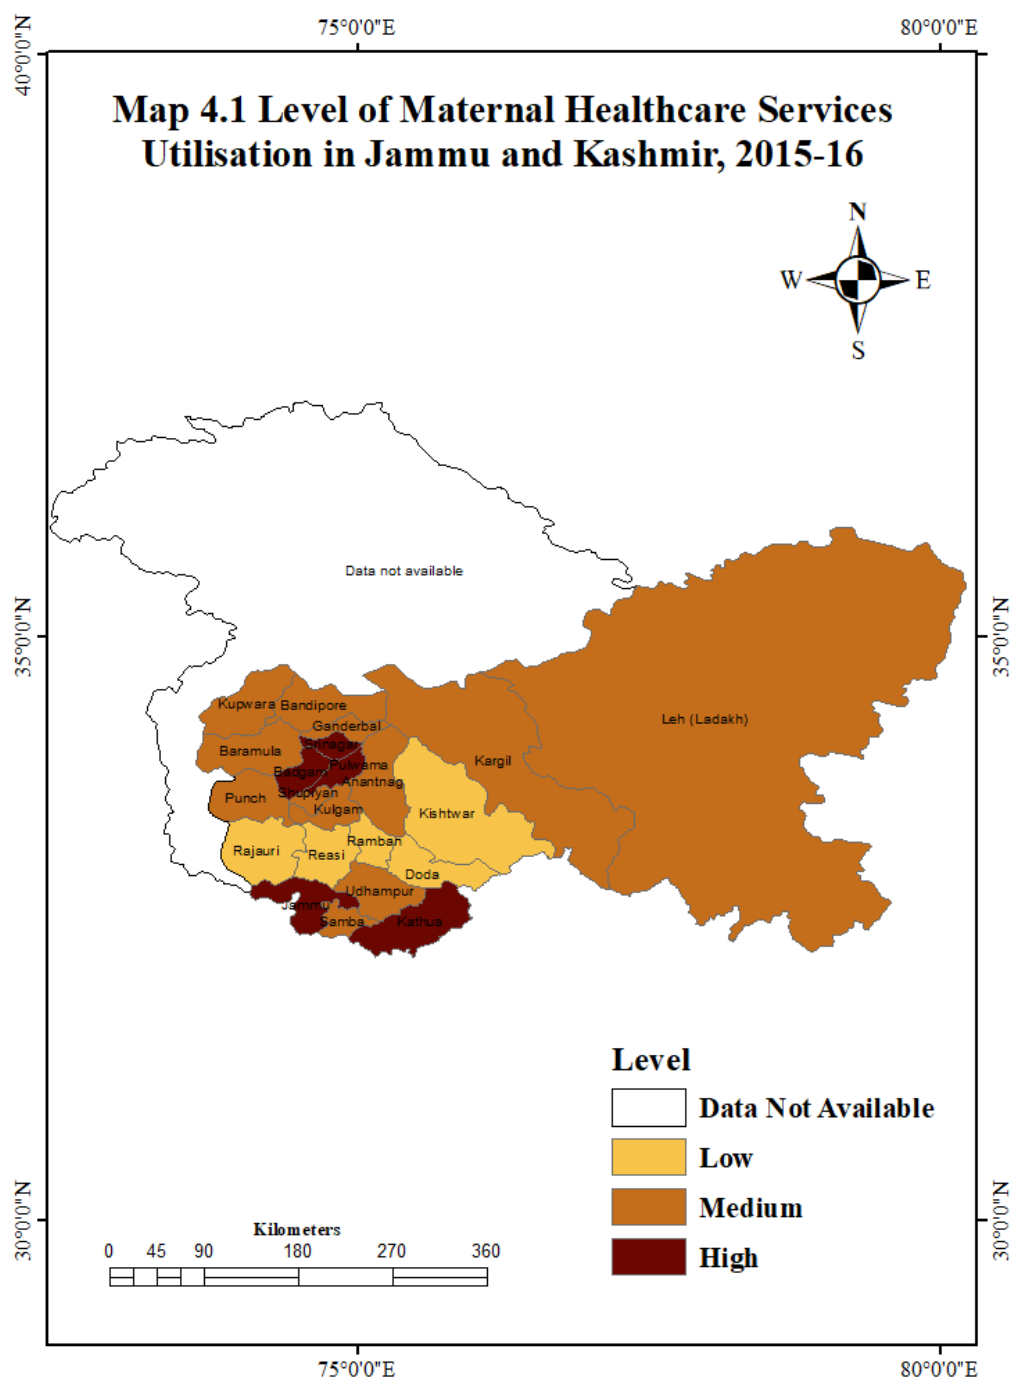 75°0'0"E
80°0'0"E
40°0'0"N
Map 4.1 Level of Maternal Healthcare Services
Utilisation in Jammu and Kashmir, 2015-16
N
W
E
S
Data not available
35°0'0"N
35°0'0"N
Kupwara
Bandipore
Leh (Ladakh)
Ganderbal
Srinagar
Baramula
Kargil
Pulwama
Badgam
Anantnag
Shupiyan
Punch
Kulgam
Kishtwar
Ramban
Rajauri
Reasi
Doda
Udhampur
Jammu
Samba
Kathua
Level
Data Not Available
Low
Medium
High
30°0'0"N
30°0'0"N
Kilometers
0 45 90 180 270 360
75°0'0"E
80°0'0"E